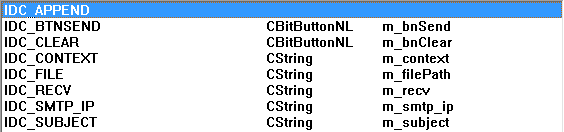 IDC_APPEND
IDC_BTNSEND CBitButtonNL m_bnSend
IDC_CLEAR CBitButtonNL m_bnClear
IDC_CONTEXT CString m_context
IDC_FILE CString m_filePath
IDC_RECV CString m_recv
IDC_SMTP_IP CString m_smtp_ip
IDC_SUBJECT CString m_subject